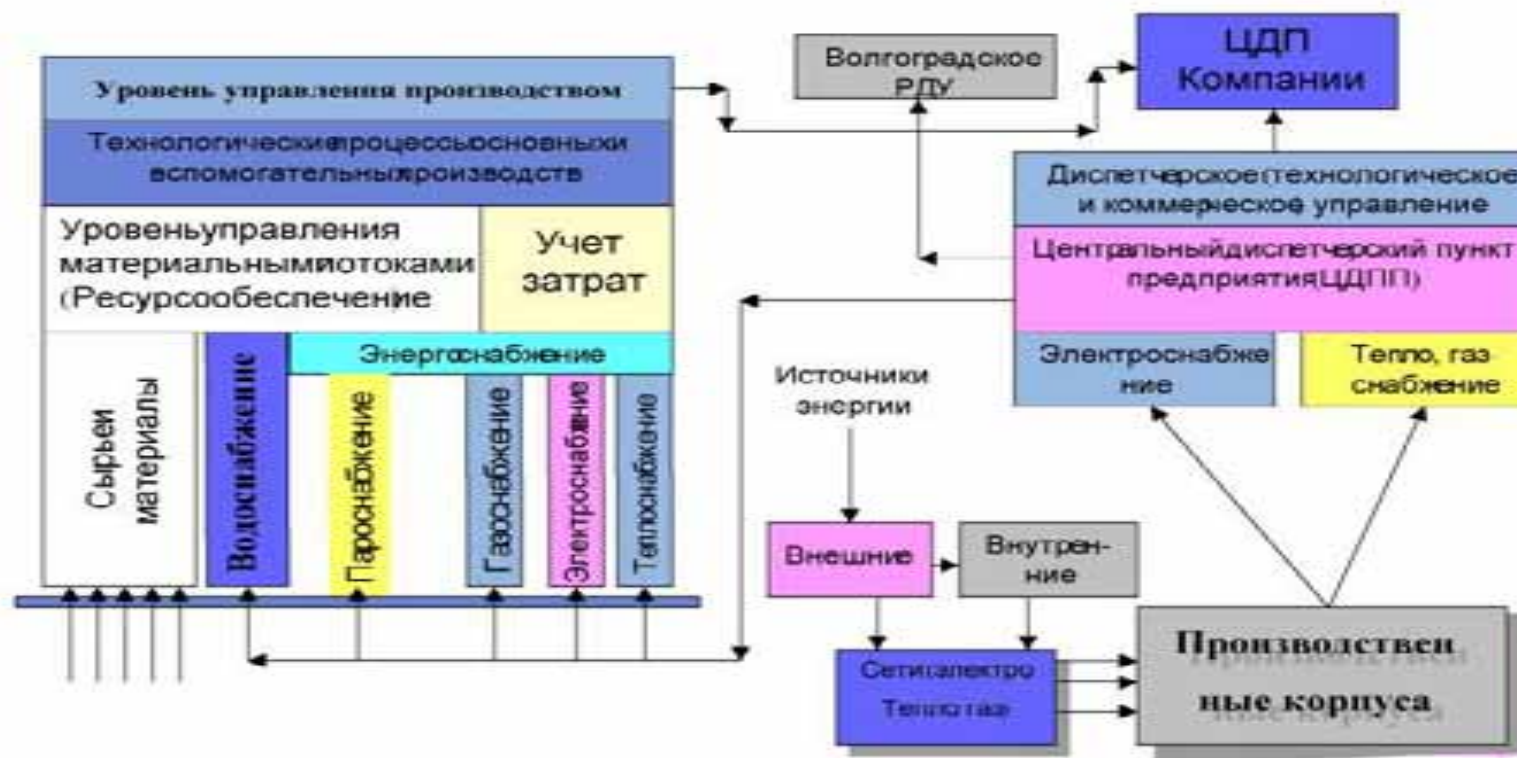 Уровень управления производством
Технологические процессы основных и
вспомогательных производств
Уровень управления
материальными потоками
(Ресурсообеспечение
Учет
затрат
Энергоснабжение
Сырье и
материалы
Водоснабжение
Пароснабжение
Газоснабжение
Электроснабжение
Теплоснабжение
Волгоградское
РДУ
ЦДП
Компании
Диспетчерское (технологическое
и коммерческое управление
Центральный диспетчерский пункт
предприятия (ЦДПП)
Электроснабже
ние
Тепло, газ
снабжение
Источники
энергии
Внешние
Внутрен-
ние
Сети (электро
Тепло газ)
Производствен
ные корпуса